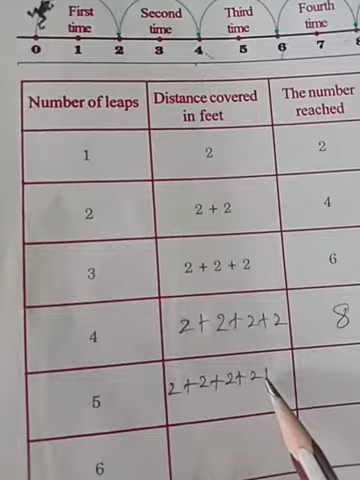 First Second Third Fourth
time time time time
0 1 2 3 4 5 6 7 8
Number of leaps Distance covered in feet The number reached
1 2 2
2 2 + 2 4
3 2 + 2 + 2 6
4 2 + 2 + 2 + 2 8
5 2 + 2 + 2 + 2
6